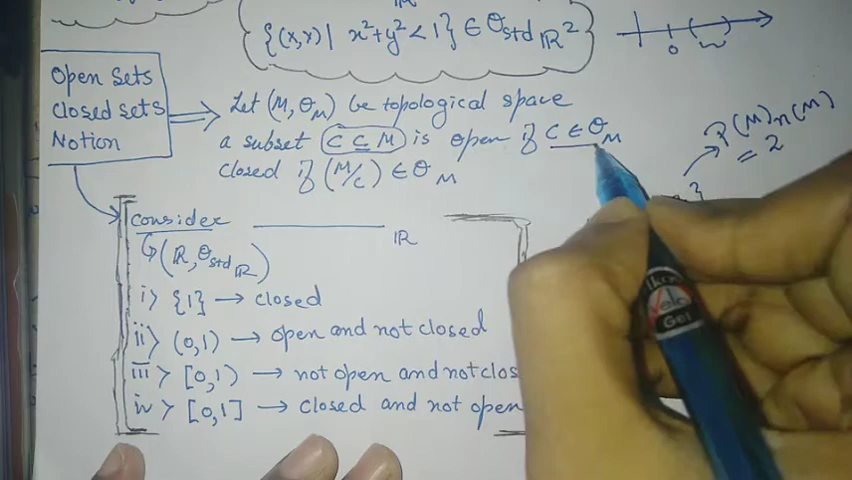 ℝ
{(x,y) | x²+y² < 1} ∈ θstd ℝ²
0
Open sets
Closed sets
Notion
Let (M, θM) be topological space
a subset C ⊆ M is open if C ∈ θM
closed if (M/C) ∈ θM
P(M) n(M)
= 2
consider
ℝ
(ℝ, θstd ℝ)
i> {1} → closed
ii> (0,1) → open and not closed
iii> [0,1) → not open and not clos
iv> [0,1] → closed and not open
Gel